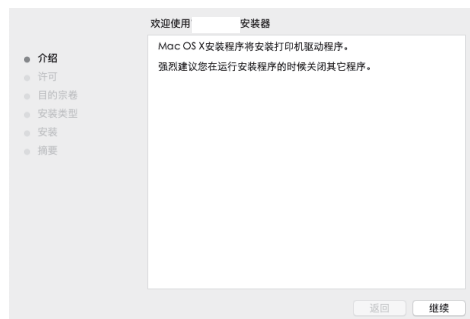 欢迎使用 安装器
介绍
许可
目的宗卷
安装类型
安装
摘要
Mac OS X安装程序将安装打印机驱动程序。
强烈建议您在运行安装程序的时候关闭其它程序。
返回
继续